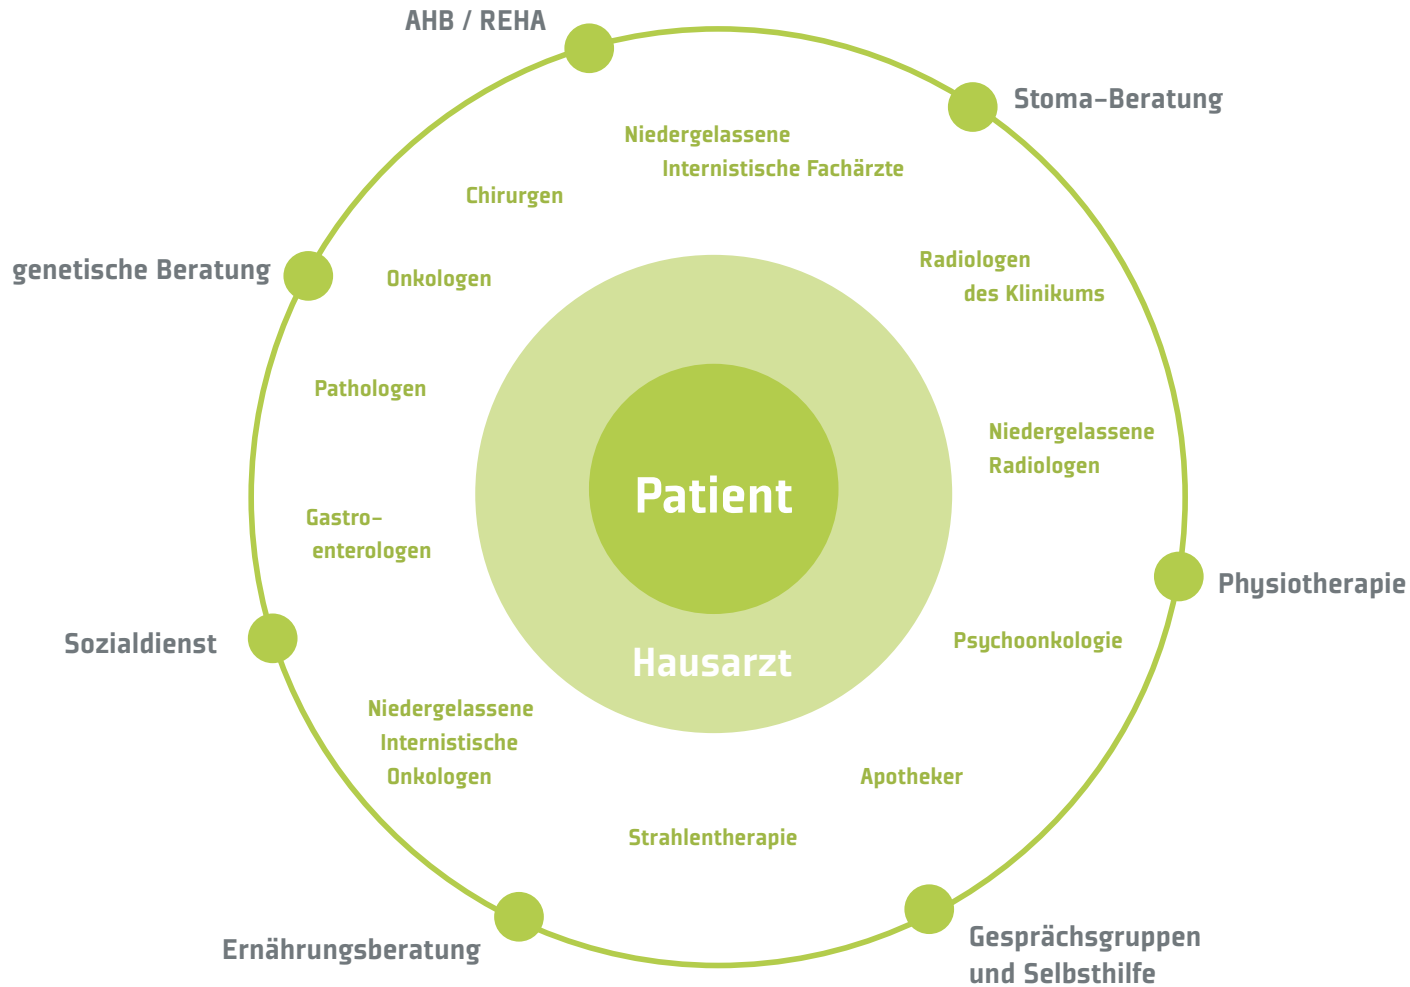 AHB / REHA
Stoma-Beratung
Niedergelassene
Internistische Fachärzte
Chirurgen
genetische Beratung
Onkologen
Radiologen
des Klinikums
Pathologen
Niedergelassene
Radiologen
Patient
Gastro-
enterologen
Physiotherapie
Sozialdienst
Psychoonkologie
Hausarzt
Niedergelassene
Internistische
Onkologen
Apotheker
Strahlentherapie
Ernährungsberatung
Gesprächsgruppen
und Selbsthilfe